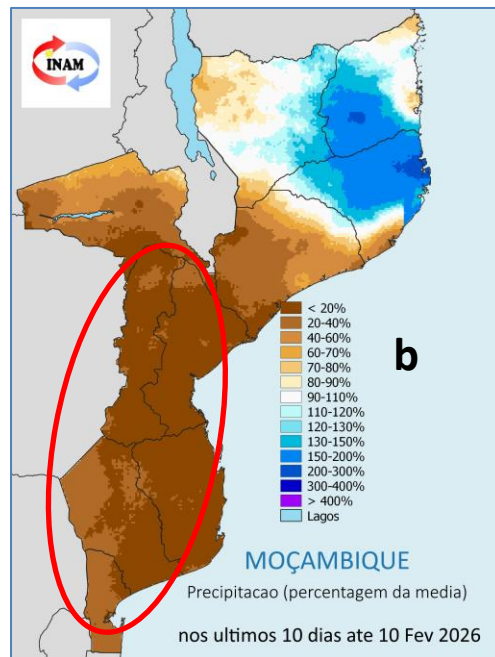 INAM
< 20%
20-40%
40-60%
60-70%
70-80%
80-90%
90-110%
110-120%
120-130%
130-150%
150-200%
200-300%
300-400%
> 400%
Lagos
b
MOÇAMBIQUE
Precipitacao (percentagem da media)
nos ultimos 10 dias ate 10 Fev 2026